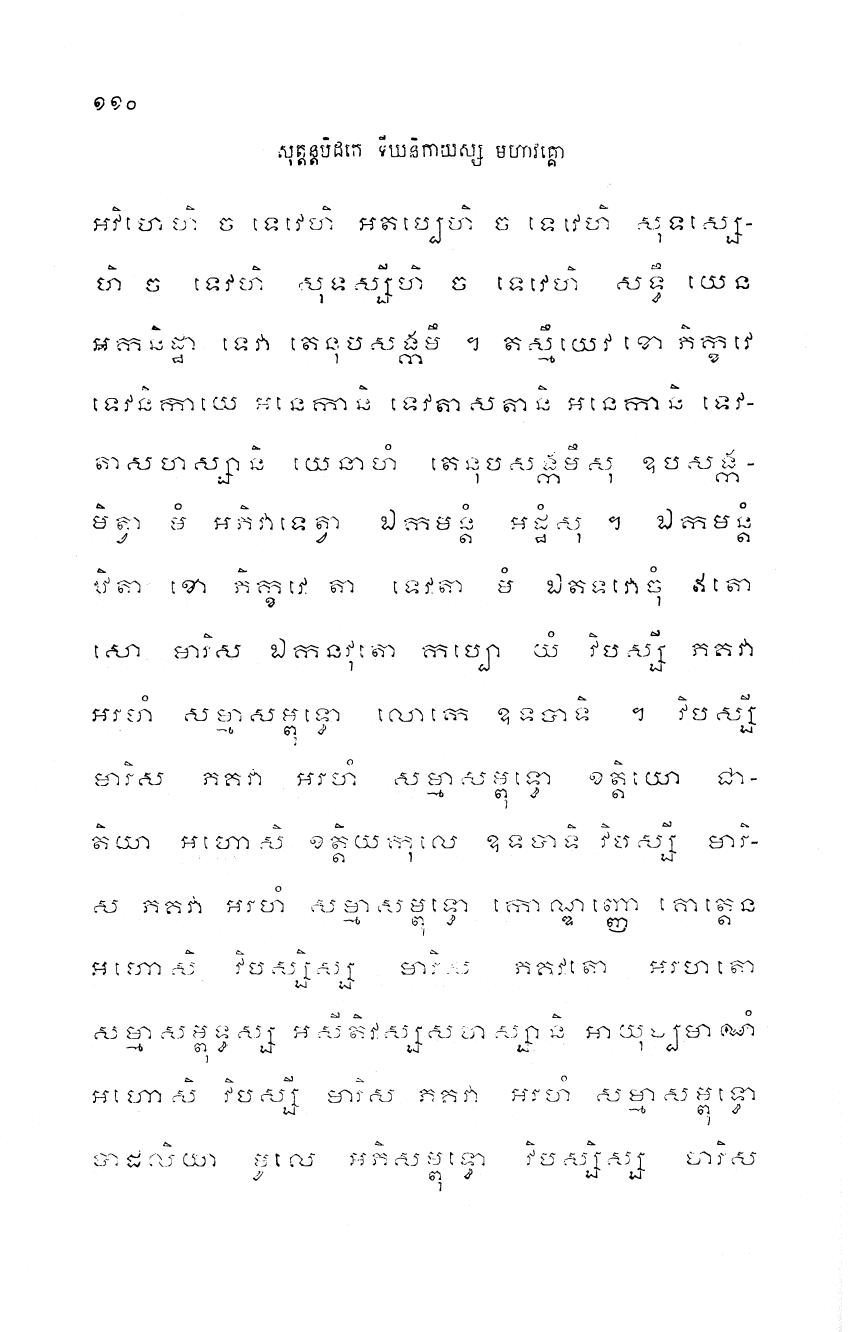 ១១០
សុត្តន្តបិដកេ ទីឃនិកាយស្ស មហាវគ្គោ
អវិហេហិ ច ទេវេហិ អតប្បេហិ ច ទេវេហិ សុទស្សេ-
ហិ ច ទេវេហិ សុទស្សីហិ ច ទេវេហិ សទ្ធឹ យេន
អកនិដ្ឋា ទេវា តេនុបសង្កមឹ ។ តស្មឹយេវ ខោ ភិក្ខវេ
ទេវនិកាយេ អនេកានិ ទេវតាសតានិ អនេកានិ ទេវ-
តាសហស្សានិ យេនាហំ តេនុបសង្កមឹសុ ឧបសង្ក-
មិត្វា មំ អភិវាទេត្វា ឯកមន្តំ អដ្ឋំសុ ។ ឯកមន្តំ
ឋិតា ខោ ភិក្ខវេ តា ទេវតា មំ ឯតទវោចុំ ឥតោ
សោ មារិស ឯកនវុតោ កប្បោ យំ វិបស្សី ភគវា
អរហំ សម្មាសម្ពុទ្ធោ លោកេ ឧទបាទិ ។ វិបស្សី
មារិស ភគវា អរហំ សម្មាសម្ពុទ្ធោ ខត្តិយោ ជា-
តិយា អហោសិ ខត្តិយកុលេ ឧទបាទិ វិបស្សី មារិ-
ស ភគវា អរហំ សម្មាសម្ពុទ្ធោ កោណ្ឌញ្ញោ គោត្តេន
អហោសិ វិបស្សិស្ស មារិស ភគវតោ អរហតោ
សម្មាសម្ពុទ្ធស្ស អសីតិវស្សសហស្សានិ អាយុប្បមាណំ
អហោសិ វិបស្សី មារិស ភគវា អរហំ សម្មាសម្ពុទ្ធោ
បាដលិយា មូលេ អភិសម្ពុទ្ធោ វិបស្សិស្ស មារិស